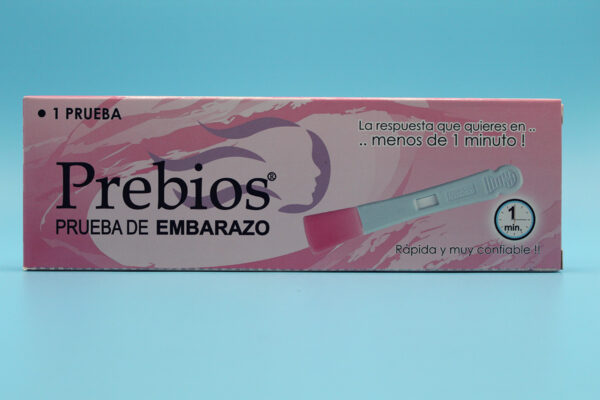 • 1 PRUEBA
La respuesta que quieres en ..
.. menos de 1 minuto !
Prebios®
PRUEBA DE EMBARAZO
1
min.
Rápida y muy confiable !!